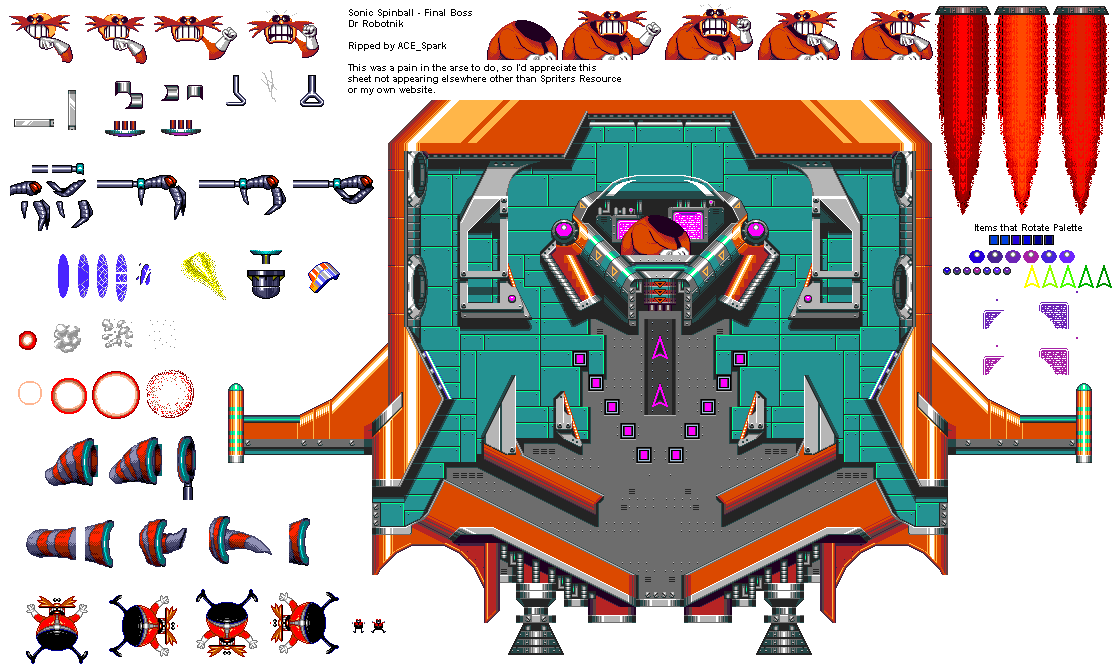 Sonic Spinball - Final Boss
Dr Robotnik
Ripped by ACE_Spark
This was a pain in the arse to do, so I'd appreciate this
sheet not appearing elsewhere other than Spriters Resource
or my own website.
Items that Rotate Palette